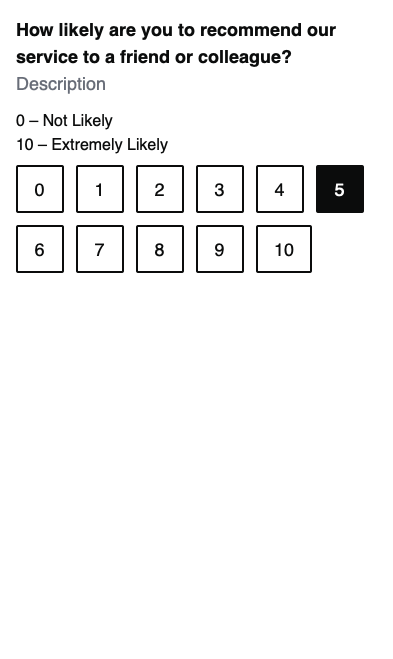 How likely are you to recommend our
service to a friend or colleague?
Description
0 – Not Likely
10 – Extremely Likely
0 1 2 3 4 5
6 7 8 9 10